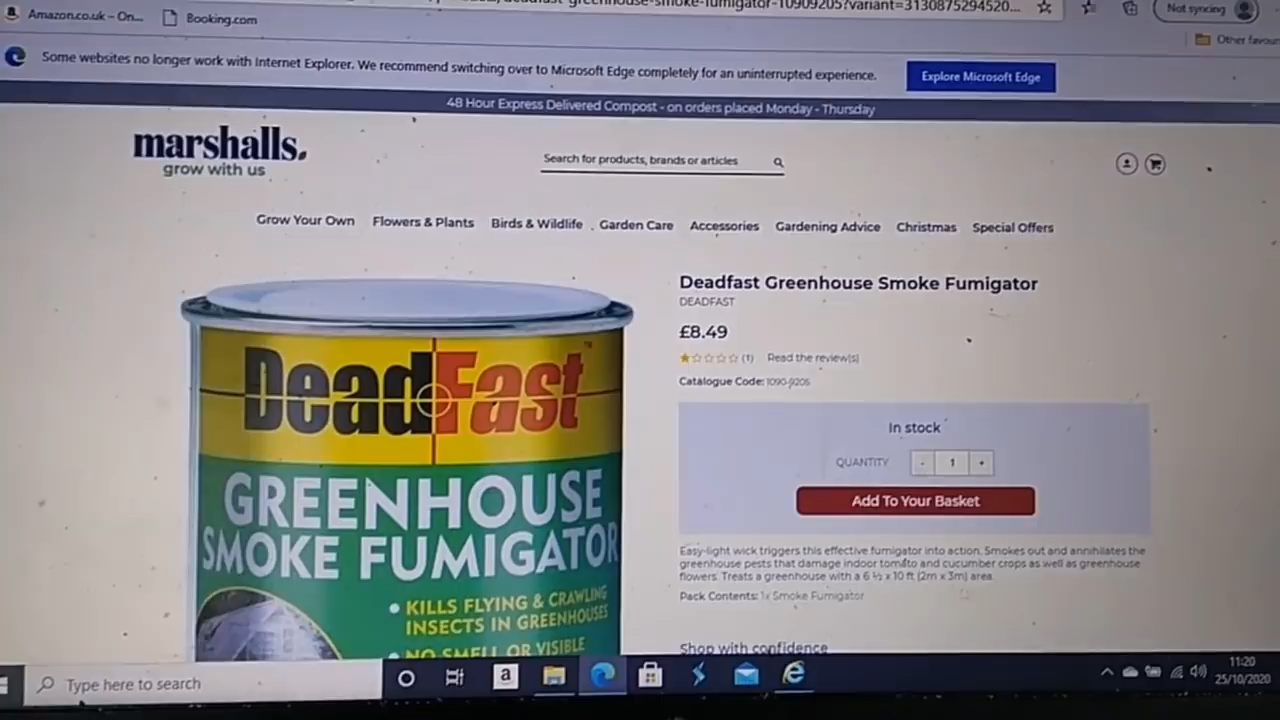 Amazon.co.uk – On...
Booking.com
Not syncing
Other favour
Some websites no longer work with Internet Explorer. We recommend switching over to Microsoft Edge completely for an uninterrupted experience.
Explore Microsoft Edge
48 Hour Express Delivered Compost - on orders placed Monday - Thursday
marshalls.
grow with us
Search for products, brands or articles
Grow Your Own Flowers & Plants Birds & Wildlife Garden Care Accessories Gardening Advice Christmas Special Offers
Deadfast Greenhouse Smoke Fumigator
DEADFAST
£8.49
(1) Read the review(s)
Catalogue Code: 1090-9205
In stock
QUANTITY - 1 +
Add To Your Basket
Easy-light wick triggers this effective fumigator into action. Smokes out and annihilates the
greenhouse pests that damage indoor tomato and cucumber crops as well as greenhouse
flowers. Treats a greenhouse with a 6 ½ x 10 ft (2m x 3m) area.
Pack Contents: 1x Smoke Fumigator
Shop with confidence
DeadFast™
GREENHOUSE
SMOKE FUMIGATOR
• KILLS FLYING & CRAWLING
INSECTS IN GREENHOUSES
• NO SMELL OR VISIBLE
Type here to search
a
11:20
25/10/2020